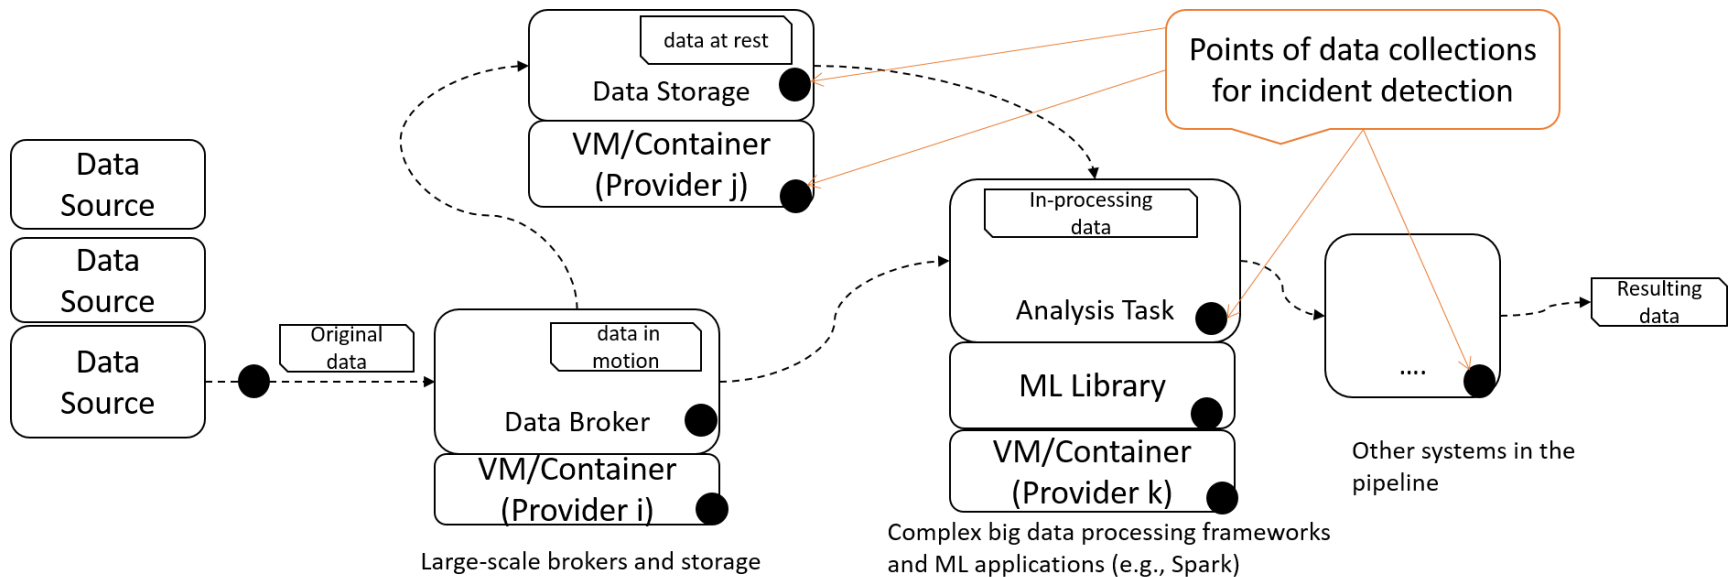 data at rest
Data Storage
VM/Container
(Provider j)
Points of data collections
for incident detection
Data
Source
Data
Source
Data
Source
Original
data
data in
motion
Data Broker
VM/Container
(Provider i)
Large-scale brokers and storage
In-processing
data
Analysis Task
ML Library
VM/Container
(Provider k)
Complex big data processing frameworks
and ML applications (e.g., Spark)
....
Other systems in the
pipeline
Resulting
data